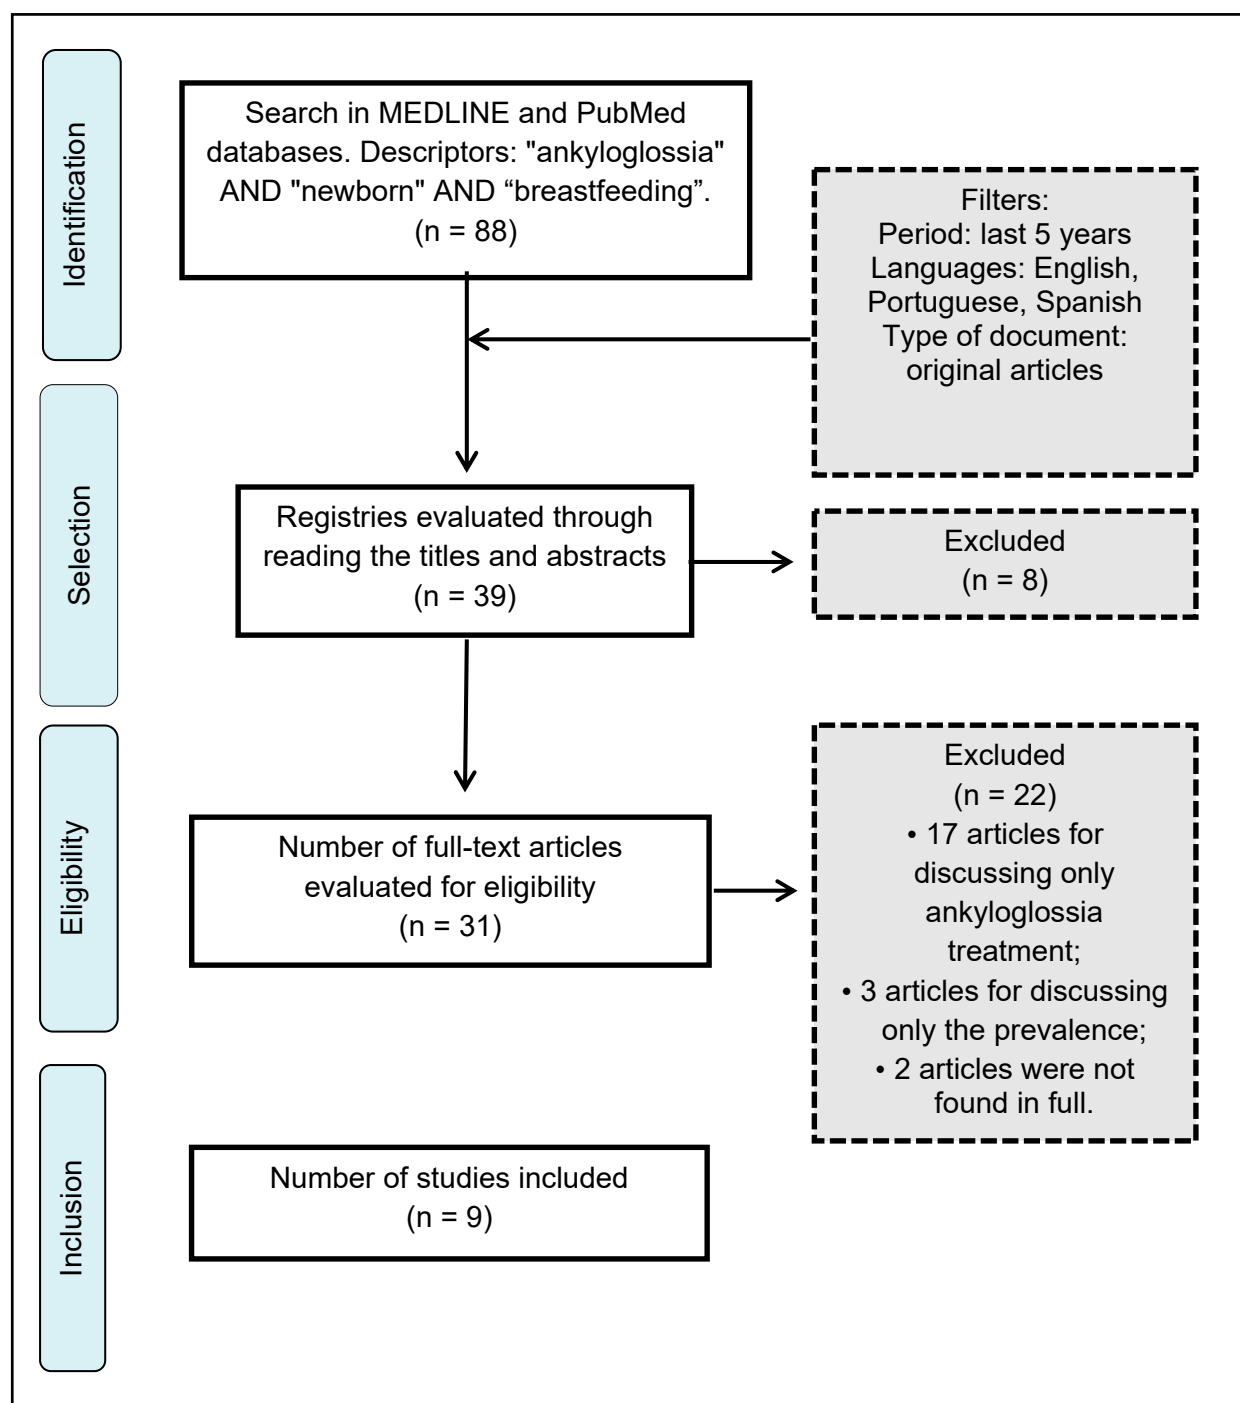 Identification
Search in MEDLINE and PubMed
databases. Descriptors: "ankyloglossia"
AND "newborn" AND “breastfeeding”.
(n = 88)
Filters:
Period: last 5 years
Languages: English,
Portuguese, Spanish
Type of document:
original articles
Selection
Registries evaluated through
reading the titles and abstracts
(n = 39)
Excluded
(n = 8)
Eligibility
Number of full-text articles
evaluated for eligibility
(n = 31)
Excluded
(n = 22)
• 17 articles for
discussing only
ankyloglossia
treatment;
• 3 articles for discussing
only the prevalence;
• 2 articles were not
found in full.
Inclusion
Number of studies included
(n = 9)